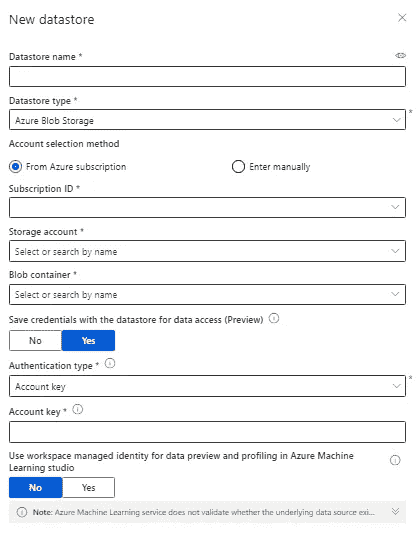 New datastore
Datastore name *
Datastore type *
Azure Blob Storage
Account selection method
From Azure subscription
Enter manually
Subscription ID *
Storage account *
Select or search by name
Blob container *
Select or search by name
Save credentials with the datastore for data access (Preview)
No
Yes
Authentication type *
Account key
Account key *
Use workspace managed identity for data preview and profiling in Azure Machine
Learning studio
No
Yes
Note: Azure Machine Learning service does not validate whether the underlying data source exi...